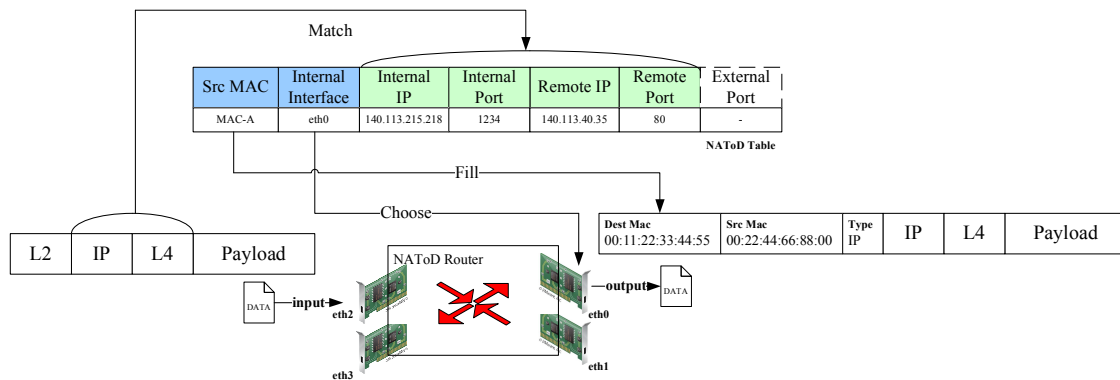 Match
Src MAC
Internal
Interface
Internal
IP
Internal
Port
Remote IP
Remote
Port
External
Port
MAC-A
eth0
140.113.215.218
1234
140.113.40.35
80
-
NAToD Table
Fill
Choose
L2
IP
L4
Payload
Dest Mac
00:11:22:33:44:55
Src Mac
00:22:44:66:88:00
Type
IP
IP
L4
Payload
NAToD Router
DATA
input
eth2
eth3
output
DATA
eth0
eth1